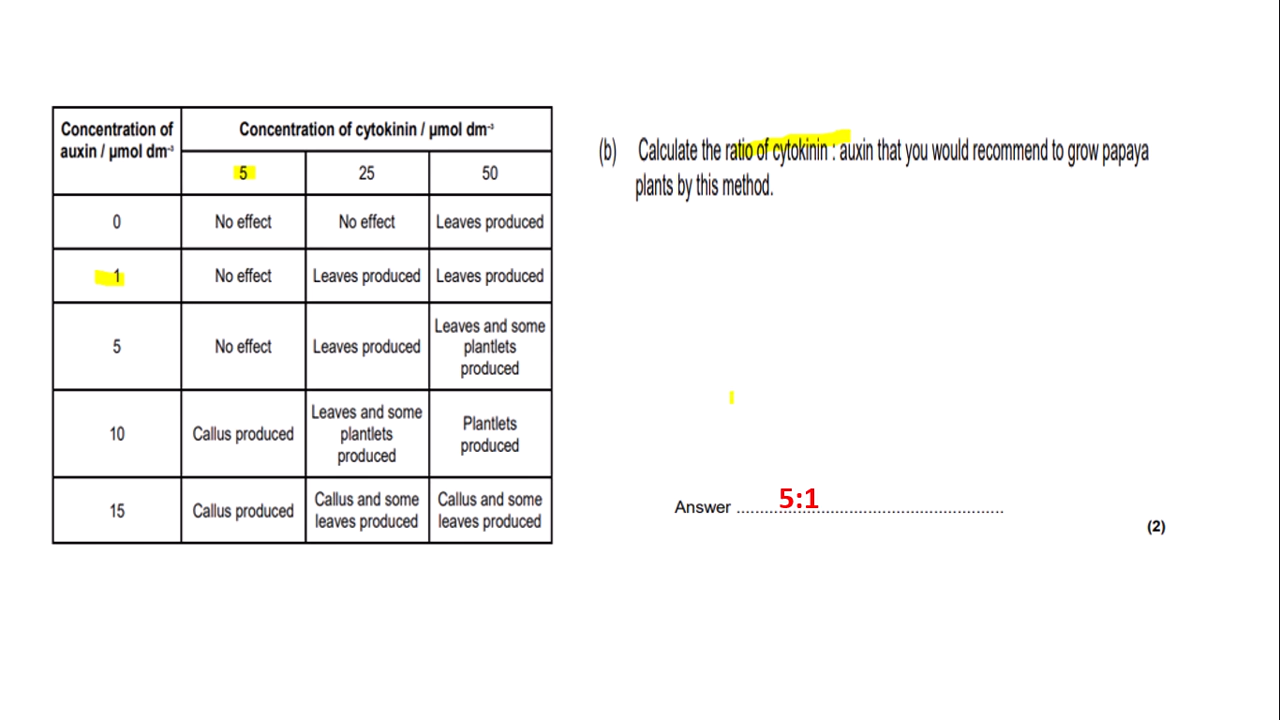 Concentration of
auxin / µmol dm⁻³
Concentration of cytokinin / µmol dm⁻³
5
25
50
0
No effect
No effect
Leaves produced
1
No effect
Leaves produced
Leaves produced
5
No effect
Leaves produced
Leaves and some
plantlets
produced
10
Callus produced
Leaves and some
plantlets
produced
Plantlets
produced
15
Callus produced
Callus and some
leaves produced
Callus and some
leaves produced
(b) Calculate the ratio of cytokinin : auxin that you would recommend to grow papaya
plants by this method.
Answer ........5:1........................................
(2)